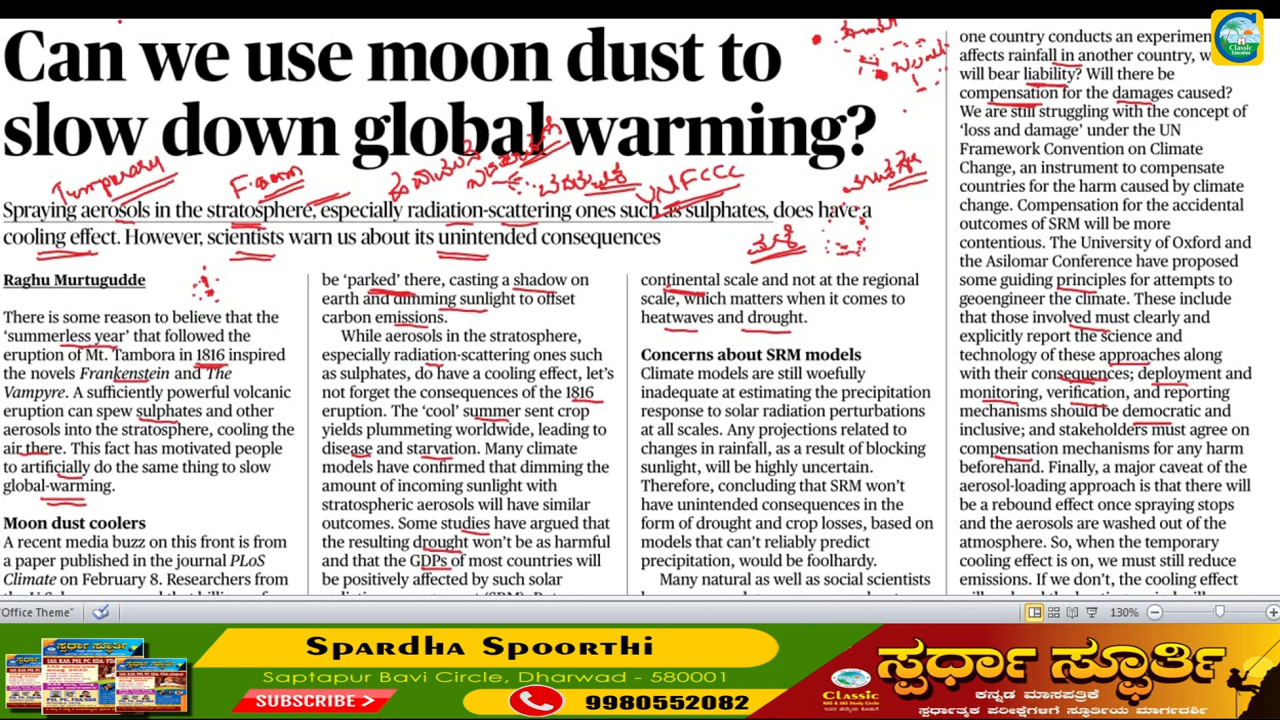 Can we use moon dust to
slow down global warming?
Temporary
UNFCCC
Spraying aerosols in the stratosphere, especially radiation-scattering ones such as sulphates, does have a
cooling effect. However, scientists warn us about its unintended consequences
Raghu Murtugudde
There is some reason to believe that the
‘summerless year’ that followed the
eruption of Mt. Tambora in 1816 inspired
the novels Frankenstein and The
Vampyre. A sufficiently powerful volcanic
eruption can spew sulphates and other
aerosols into the stratosphere, cooling the
air there. This fact has motivated people
to artificially do the same thing to slow
global-warming.
Moon dust coolers
A recent media buzz on this front is from
a paper published in the journal PLoS
Climate on February 8. Researchers from
be ‘parked’ there, casting a shadow on
earth and dimming sunlight to offset
carbon emissions.
While aerosols in the stratosphere,
especially radiation-scattering ones such
as sulphates, do have a cooling effect, let’s
not forget the consequences of the 1816
eruption. The ‘cool’ summer sent crop
yields plummeting worldwide, leading to
disease and starvation. Many climate
models have confirmed that dimming the
amount of incoming sunlight with
stratospheric aerosols will have similar
outcomes. Some studies have argued that
the resulting drought won’t be as harmful
and that the GDPs of most countries will
be positively affected by such solar
continental scale and not at the regional
scale, which matters when it comes to
heatwaves and drought.
Concerns about SRM models
Climate models are still woefully
inadequate at estimating the precipitation
response to solar radiation perturbations
at all scales. Any projections related to
changes in rainfall, as a result of blocking
sunlight, will be highly uncertain.
Therefore, concluding that SRM won’t
have unintended consequences in the
form of drought and crop losses, based on
models that can’t reliably predict
precipitation, would be foolhardy.
Many natural as well as social scientists
one country conducts an experiment
affects rainfall in another country,
will bear liability? Will there be
compensation for the damages caused?
We are still struggling with the concept of
‘loss and damage’ under the UN
Framework Convention on Climate
Change, an instrument to compensate
countries for the harm caused by climate
change. Compensation for the accidental
outcomes of SRM will be more
contentious. The University of Oxford and
the Asilomar Conference have proposed
some guiding principles for attempts to
geoengineer the climate. These include
that those involved must clearly and
explicitly report the science and
technology of these approaches along
with their consequences; deployment and
monitoring, verification, and reporting
mechanisms should be democratic and
inclusive; and stakeholders must agree on
compensation mechanisms for any harm
beforehand. Finally, a major caveat of the
aerosol-loading approach is that there will
be a rebound effect once spraying stops
and the aerosols are washed out of the
atmosphere. So, when the temporary
cooling effect is on, we must still reduce
emissions. If we don’t, the cooling effect
Classic
Education
"Office Theme"
130%
Spardha Spoorthi
Saptapur Bavi Circle, Dharwad - 580001
SUBSCRIBE
9980552082
Classic
KAS & IAS Study Circle
ಸ್ಪರ್ಧಾ ಸ್ಫೂರ್ತಿ
ಕನ್ನಡ ಮಾಸಪತ್ರಿಕೆ
ಸ್ಪರ್ಧಾತ್ಮಕ ಪರೀಕ್ಷೆಗಳಿಗೆ ಸ್ಫೂರ್ತಿಯ ಮಾರ್ಗದರ್ಶಿ